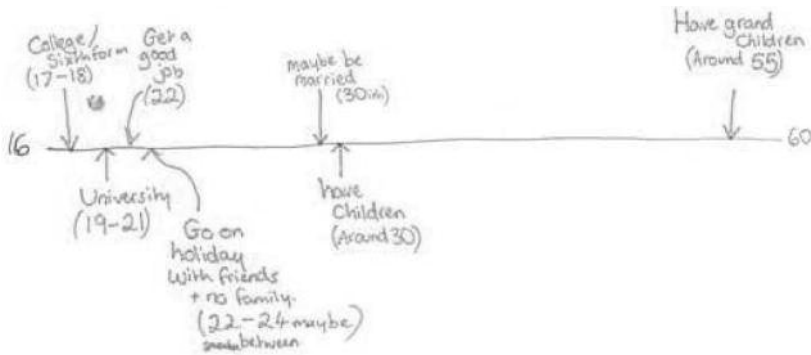 College/
Sixthform
(17-18)
Get a
good
job
(22)
maybe be
married
(30ish)
Have grand
Children
(Around 55)
16
60
University
(19-21)
Go on
holiday
with friends
+ no family.
(22-24 maybe)
between
have
Children
(Around 30)